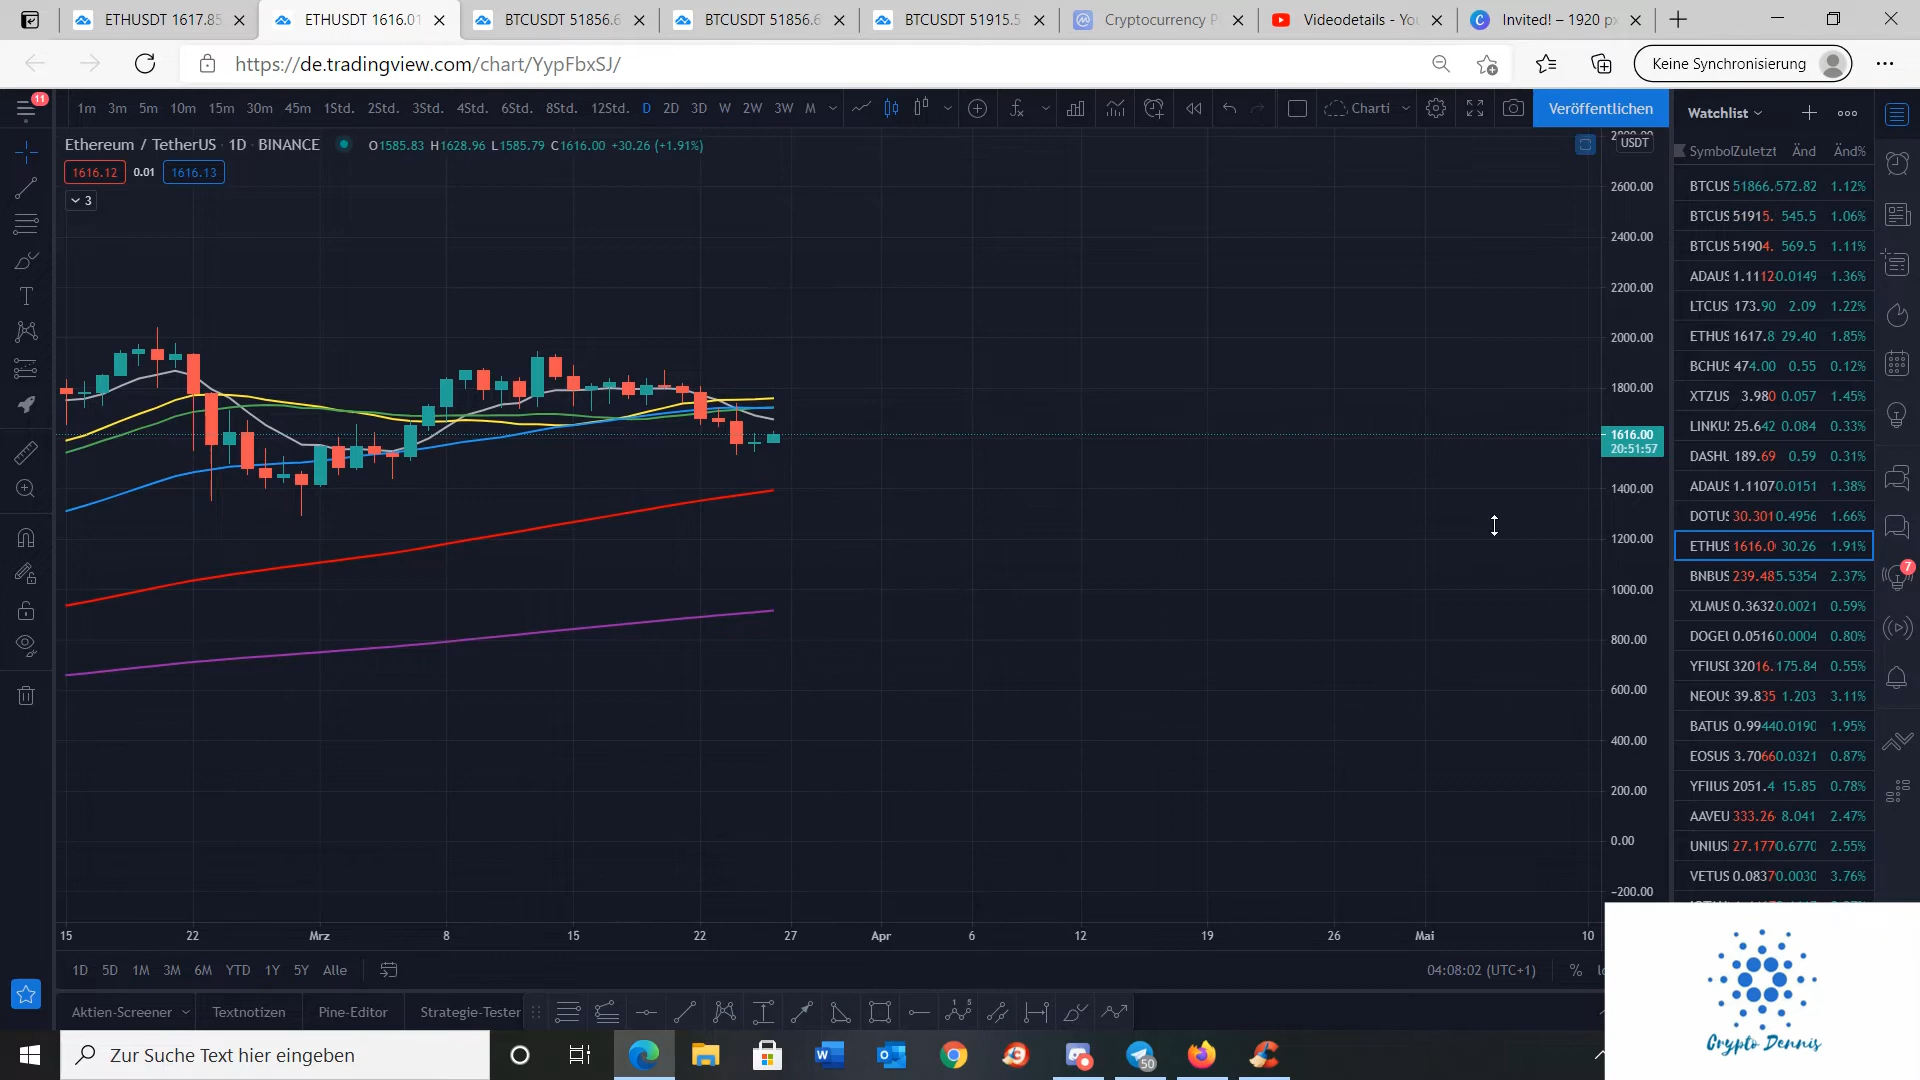 ETHUSDT 1617.85
ETHUSDT 1616.01
BTCUSDT 51856.6
BTCUSDT 51856.6
BTCUSDT 51915.5
Cryptocurrency P
Videodetails - You
Invited! – 1920 px
https://de.tradingview.com/chart/YypFbxSJ/
Keine Synchronisierung
11
1m 3m 5m 10m 15m 30m 45m 1Std. 2Std. 3Std. 4Std. 6Std. 8Std. 12Std. D 2D 3D W 2W 3W M
Charti
Veröffentlichen
Ethereum / TetherUS 1D BINANCE
O1585.83 H1628.96 L1585.79 C1616.00 +30.26 (+1.91%)
1616.12 0.01 1616.13
3
2800.00
USDT
2600.00
2400.00
2200.00
2000.00
1800.00
1616.00
20:51:57
1400.00
1200.00
1000.00
800.00
600.00
400.00
200.00
0.00
−200.00
15 22 Mrz 8 15 22 27 Apr 6 12 19 26 Mai 10
1D 5D 1M 3M 6M YTD 1Y 5Y Alle
04:08:02 (UTC+1) %
Aktien-Screener Textnotizen Pine-Editor Strategie-Tester
Watchlist
Symbol Zuletzt Änd Änd%
BTCUS 51866. 572.82 1.12%
BTCUS 51915. 545.5 1.06%
BTCUS 51904. 569.5 1.11%
ADAUS 1.1112 0.0149 1.36%
LTCUS 173.90 2.09 1.22%
ETHUS 1617.8 29.40 1.85%
BCHUS 474.00 0.55 0.12%
XTZUS 3.980 0.057 1.45%
LINKUS 25.642 0.084 0.33%
DASHU 189.69 0.59 0.31%
ADAUS 1.1107 0.0151 1.38%
DOTUS 30.301 0.4956 1.66%
ETHUS 1616.0 30.26 1.91%
BNBUS 239.48 5.5354 2.37%
XLMUS 0.3632 0.0021 0.59%
DOGEU 0.0516 0.0004 0.80%
YFIUSD 32016. 175.84 0.55%
NEOUS 39.835 1.203 3.11%
BATUS 0.9944 0.0190 1.95%
EOSUS 3.7066 0.0321 0.87%
YFIIUS 2051.4 15.85 0.78%
AAVEU 333.26 8.041 2.47%
UNIUS 27.177 0.6770 2.55%
VETUS 0.0837 0.0030 3.76%
7
Crypto Dennis
Zur Suche Text hier eingeben
50